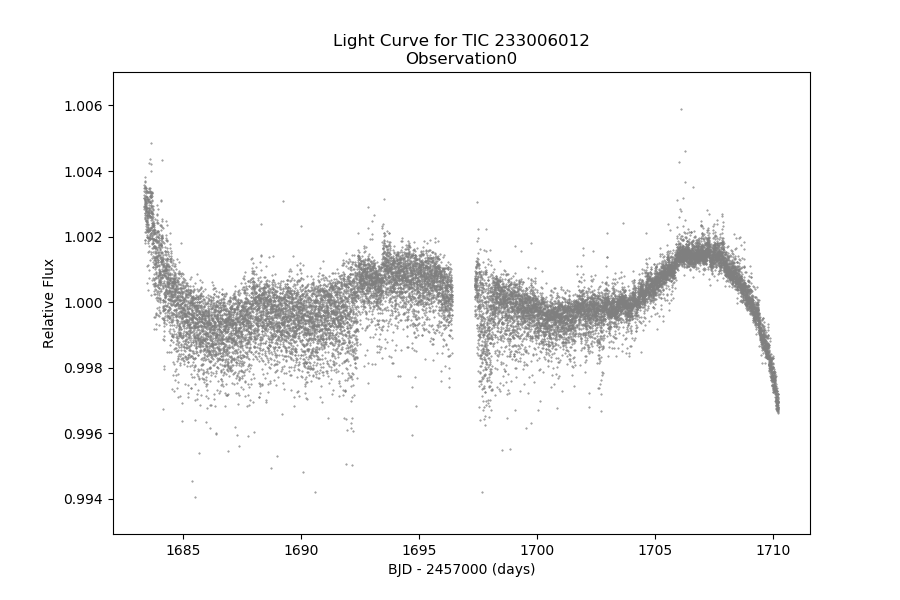 Light Curve for TIC 233006012
Observation0
1.006
1.004
1.002
1.000
0.998
0.996
0.994
Relative Flux
1685 1690 1695 1700 1705 1710
BJD - 2457000 (days)